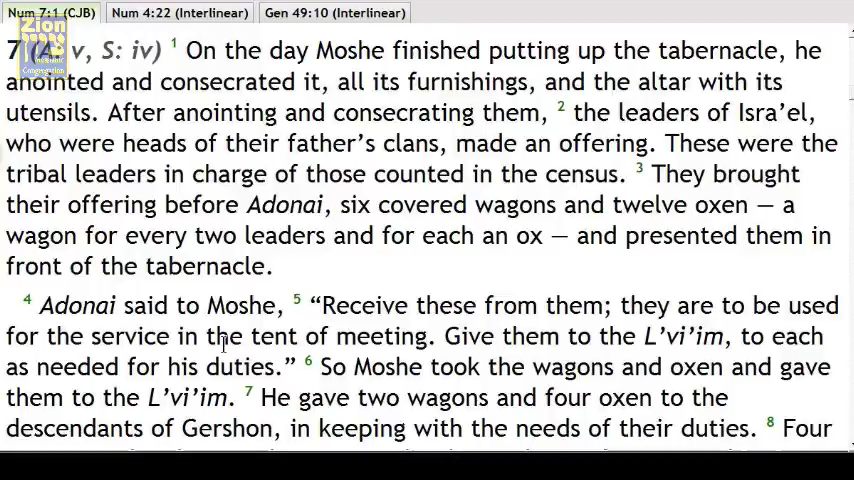 Num 7:1 (CJB) Num 4:22 (Interlinear) Gen 49:10 (Interlinear)
Zion
Messianic
Congregation
7 (A: v, S: iv) 1 On the day Moshe finished putting up the tabernacle, he
anointed and consecrated it, all its furnishings, and the altar with its
utensils. After anointing and consecrating them, 2 the leaders of Isra’el,
who were heads of their father’s clans, made an offering. These were the
tribal leaders in charge of those counted in the census. 3 They brought
their offering before Adonai, six covered wagons and twelve oxen — a
wagon for every two leaders and for each an ox — and presented them in
front of the tabernacle.
4 Adonai said to Moshe, 5 “Receive these from them; they are to be used
for the service in the tent of meeting. Give them to the L’vi’im, to each
as needed for his duties.” 6 So Moshe took the wagons and oxen and gave
them to the L’vi’im. 7 He gave two wagons and four oxen to the
descendants of Gershon, in keeping with the needs of their duties. 8 Four